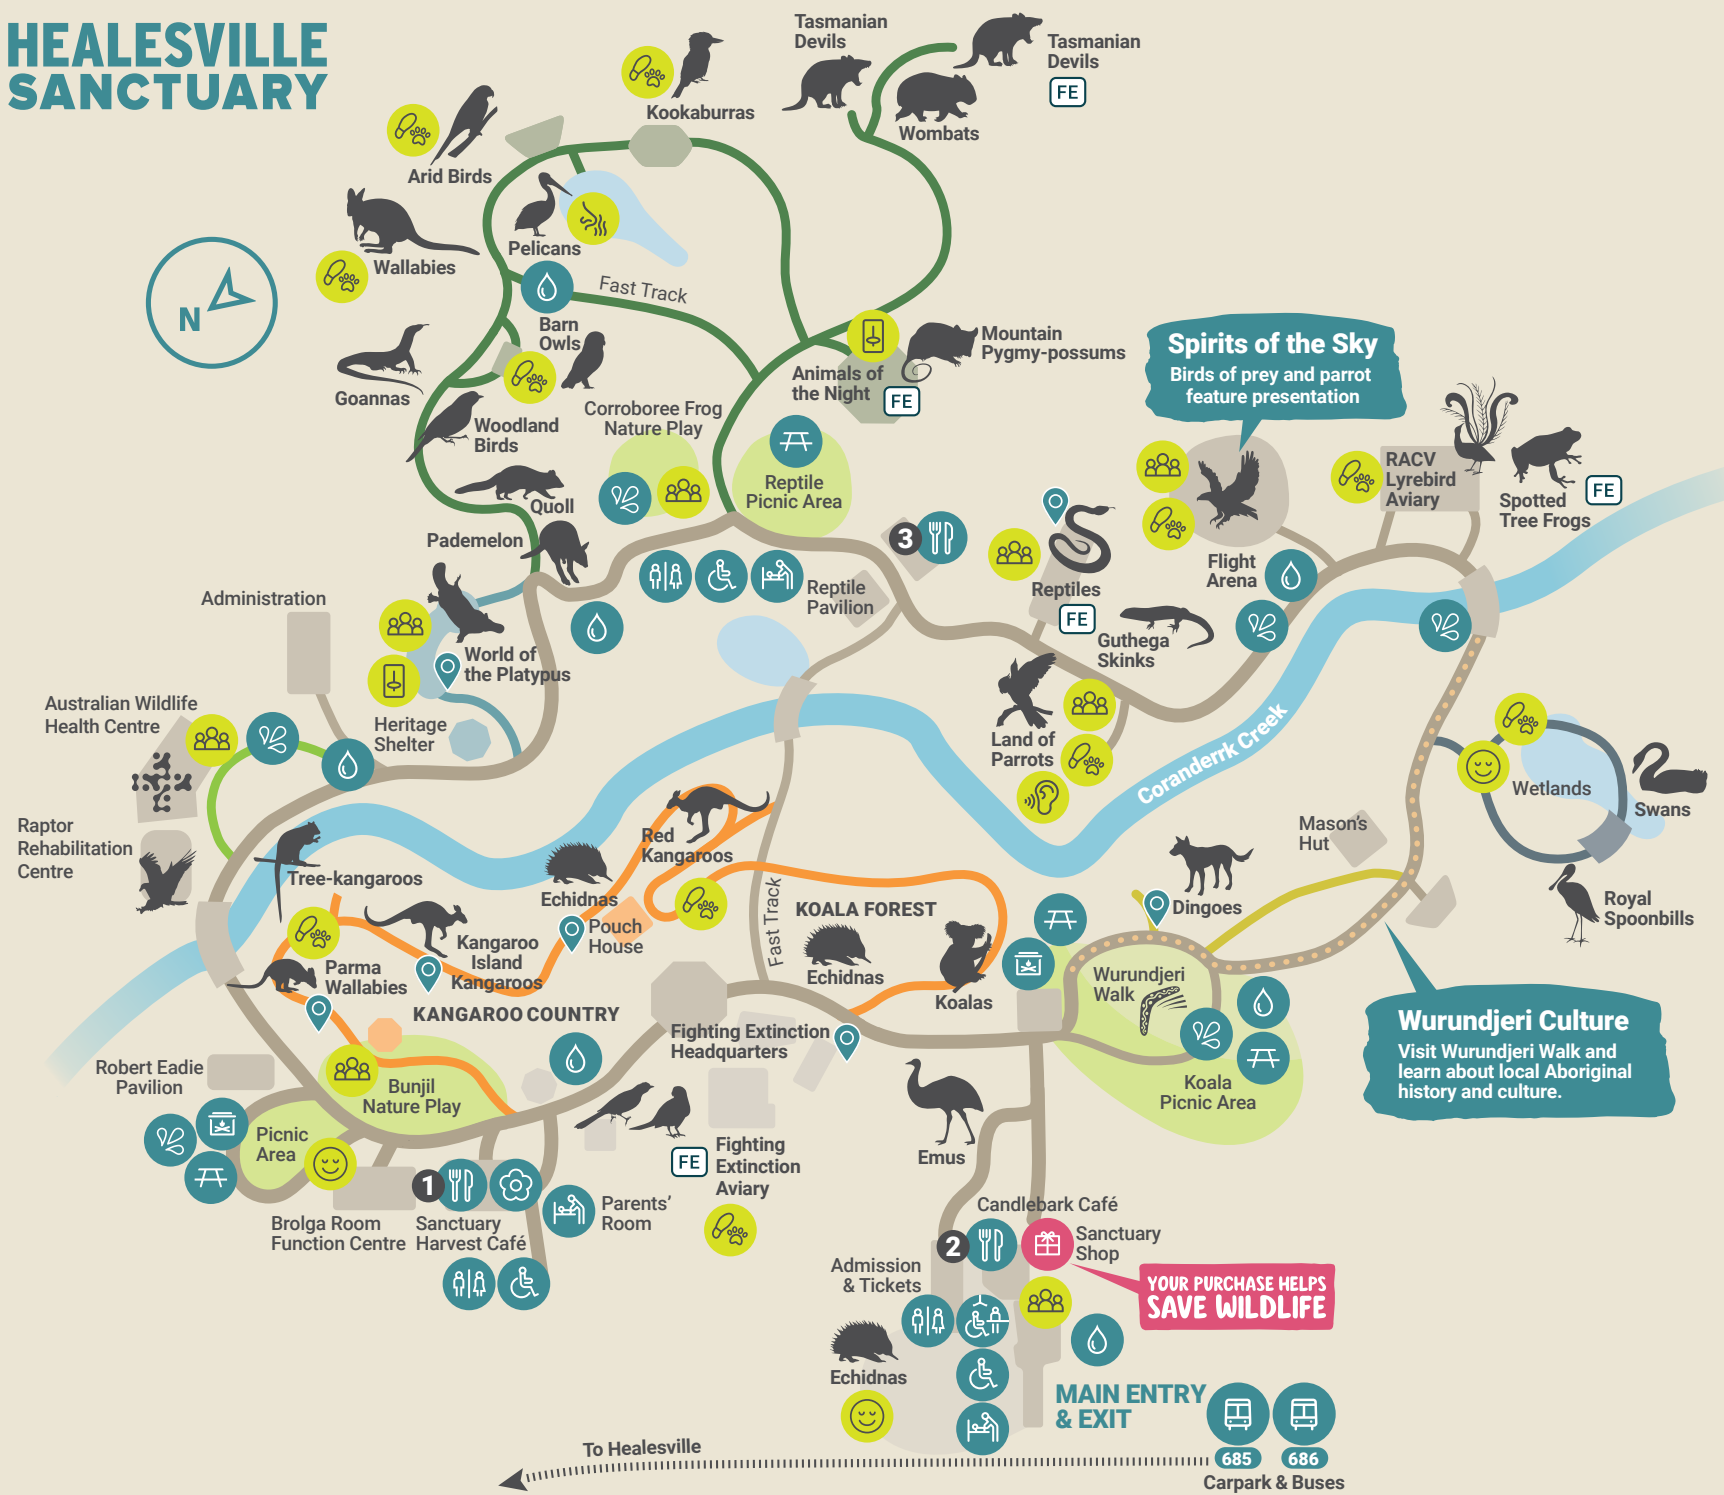 HEALESVILLE
SANCTUARY
Tasmanian
Devils
Tasmanian
Devils
FE
Wombats
Kookaburras
Arid Birds
Wallabies
Pelicans
N
Fast Track
Barn
Owls
Goannas
Woodland
Birds
Mountain
Pygmy-possums
Animals of
the Night
FE
Corroboree Frog
Nature Play
Reptile
Picnic Area
Quoll
Pademelon
Spirits of the Sky
Birds of prey and parrot
feature presentation
RACV
Lyrebird
Aviary
Spotted
Tree Frogs
FE
3
Flight
Arena
Reptiles
FE
Reptile
Pavilion
Guthega
Skinks
Administration
World of
the Platypus
Heritage
Shelter
Australian Wildlife
Health Centre
Land of
Parrots
Coranderrk Creek
Wetlands
Swans
Raptor
Rehabilitation
Centre
Tree-kangaroos
Red
Kangaroos
Echidnas
Pouch
House
Mason's
Hut
Dingoes
Royal
Spoonbills
Fast Track
KOALA FOREST
Echidnas
Koalas
Kangaroo
Island
Kangaroos
Parma
Wallabies
KANGAROO COUNTRY
Wurundjeri
Walk
Fighting Extinction
Headquarters
Wurundjeri Culture
Visit Wurundjeri Walk and
learn about local Aboriginal
history and culture.
Robert Eadie
Pavilion
Bunjil
Nature Play
Koala
Picnic Area
Picnic
Area
FE
Fighting
Extinction
Aviary
Emus
1
Brolga Room
Function Centre
Sanctuary
Harvest Café
Parents'
Room
Candlebark Café
2
Sanctuary
Shop
Admission
& Tickets
YOUR PURCHASE HELPS
SAVE WILDLIFE
Echidnas
MAIN ENTRY
& EXIT
To Healesville
685
686
Carpark & Buses